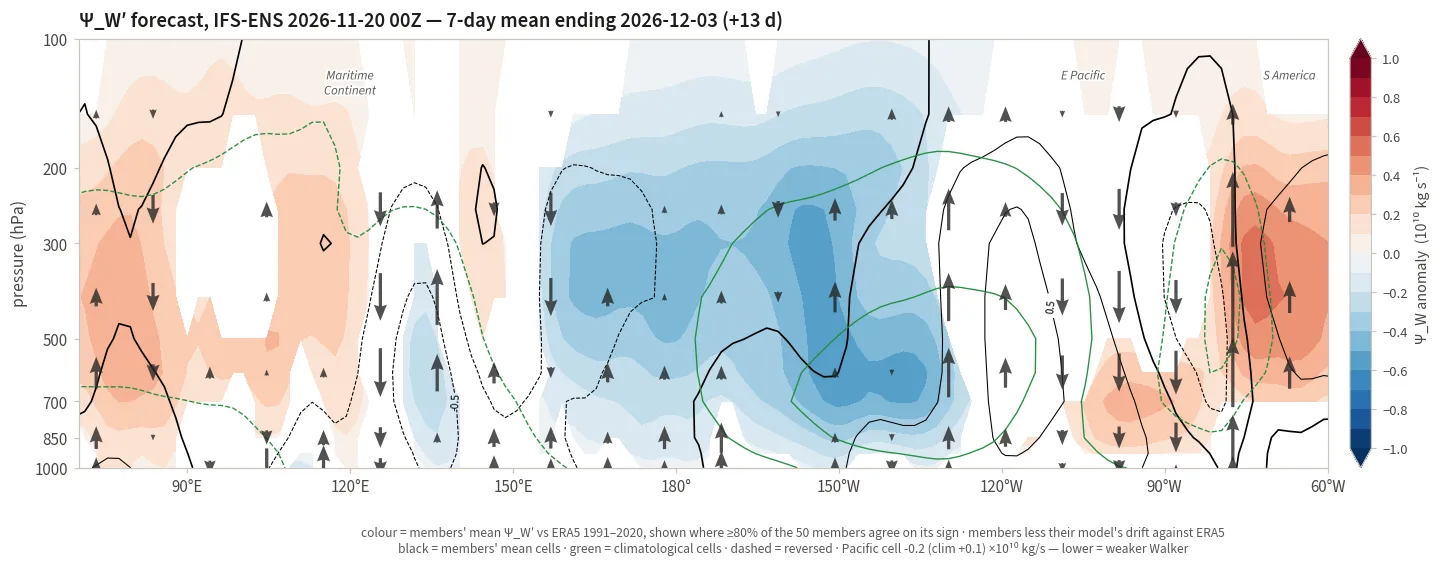 Ψ_W′ forecast, IFS-ENS 2026-11-20 00Z — 7-day mean ending 2026-12-03 (+13 d)
100
200
300
500
700
850
1000
pressure (hPa)
Maritime
Continent
E Pacific
S America
0.5
-0.5
90°E
120°E
150°E
180°
150°W
120°W
90°W
60°W
1.0
0.8
0.6
0.4
0.2
0.0
−0.2
−0.4
−0.6
−0.8
−1.0
Ψ_W anomaly (10¹⁰ kg s⁻¹)
colour = members' mean Ψ_W′ vs ERA5 1991–2020, shown where ≥80% of the 50 members agree on its sign · members less their model's drift against ERA5
black = members' mean cells · green = climatological cells · dashed = reversed · Pacific cell -0.2 (clim +0.1) ×10¹⁰ kg/s — lower = weaker Walker